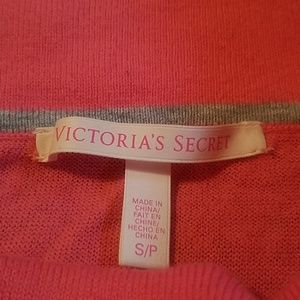 VICTORIA'S SECRET
MADE IN
CHINA/
FAIT EN
CHINE/
HECHO EN
CHINA
S/P